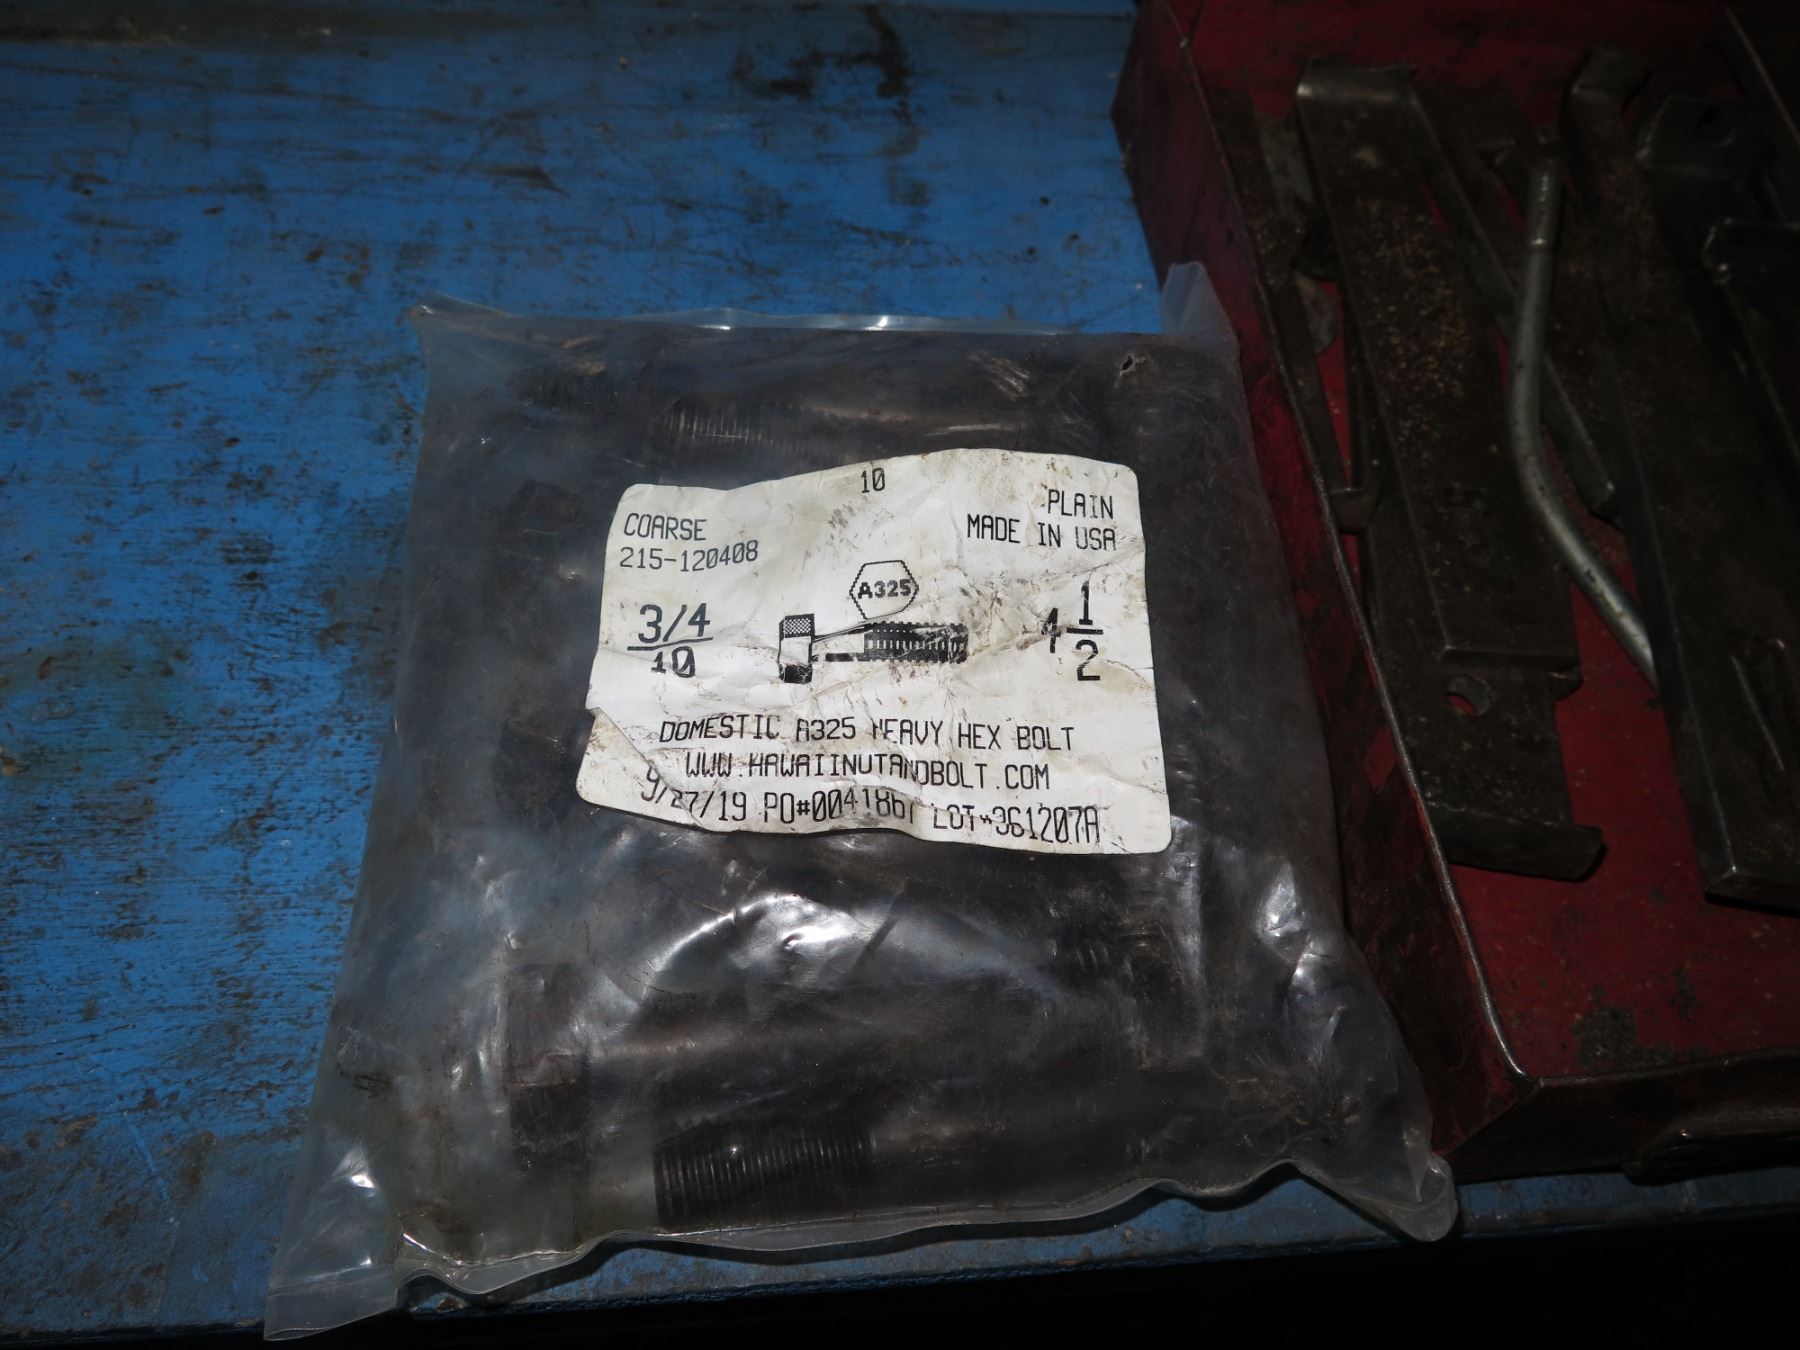 10
COARSE
215-120408
PLAIN
MADE IN USA
A325
3/4
10
4 1/2
DOMESTIC A325 HEAVY HEX BOLT
WWW.HAWAIINUTANDBOLT.COM
9/27/19 LOT#361207A